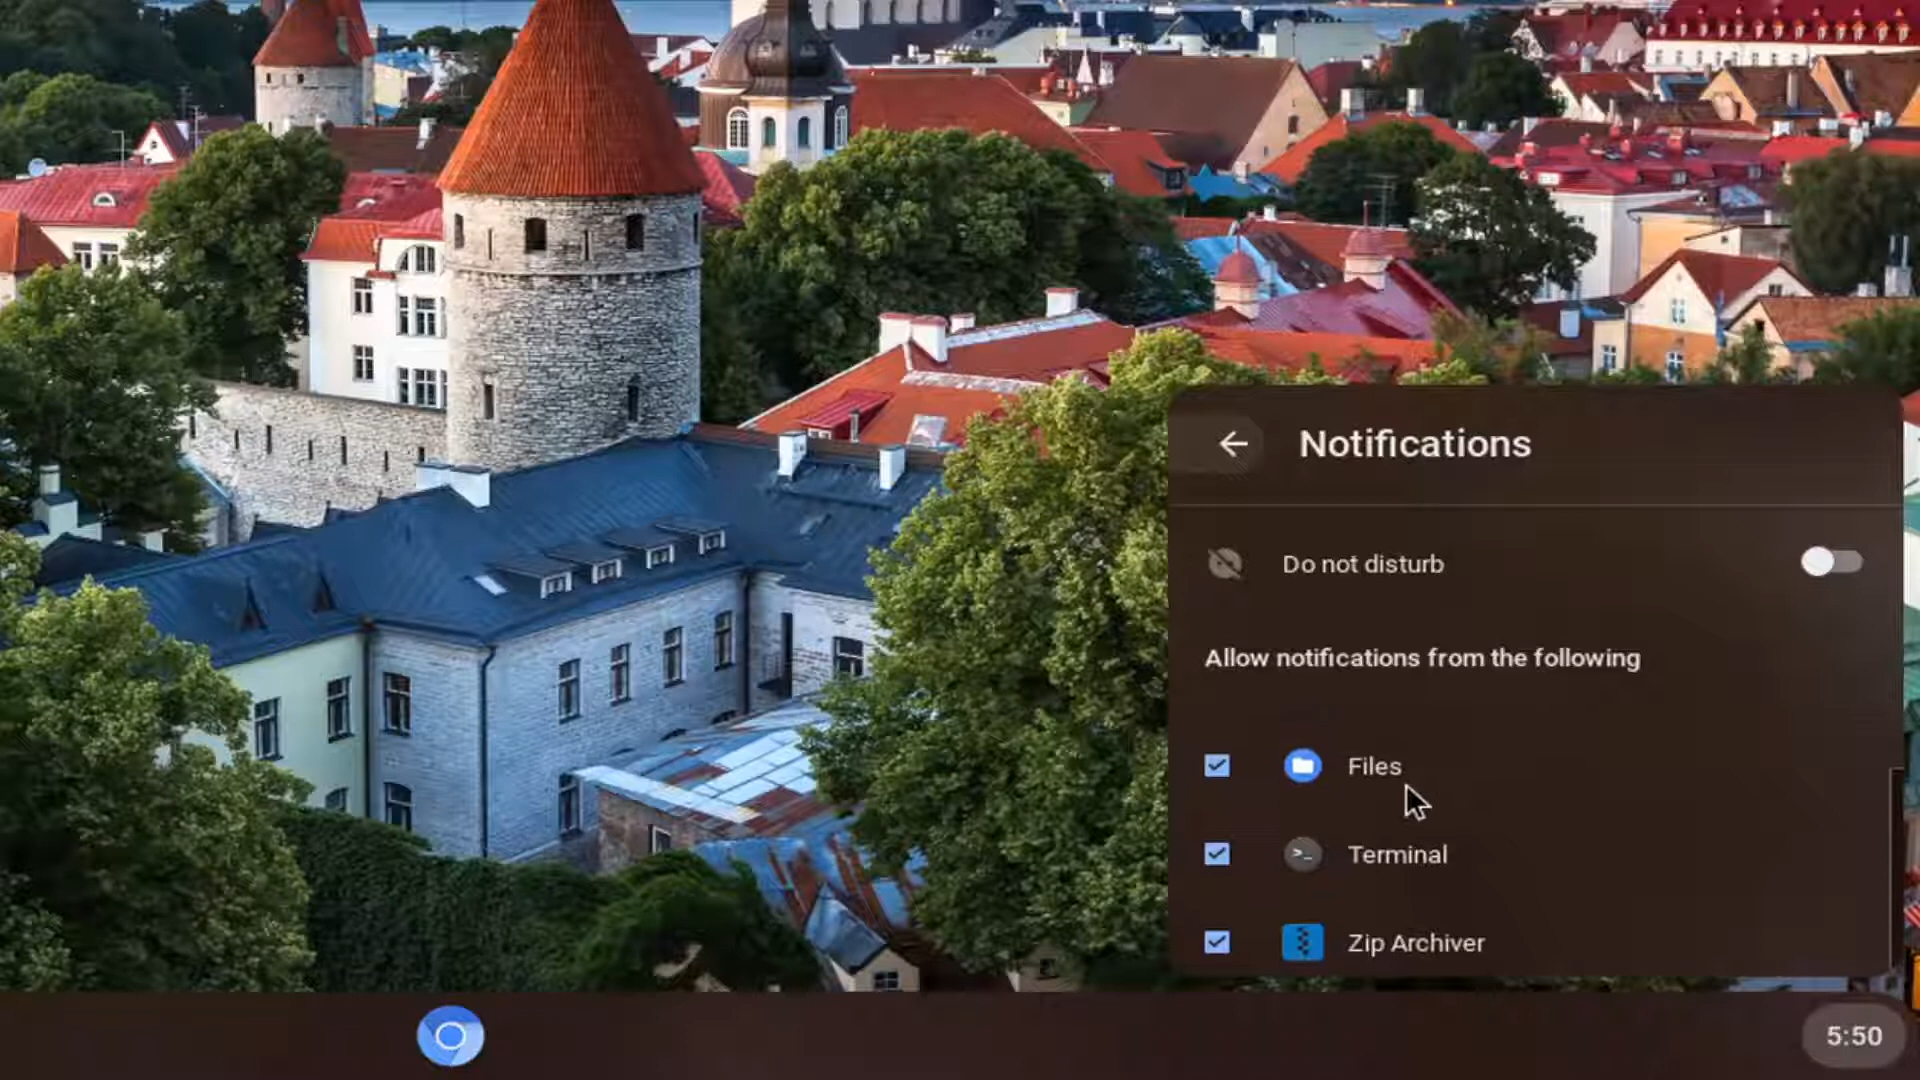 Notifications
Do not disturb
Allow notifications from the following
Files
Terminal
Zip Archiver
5:50